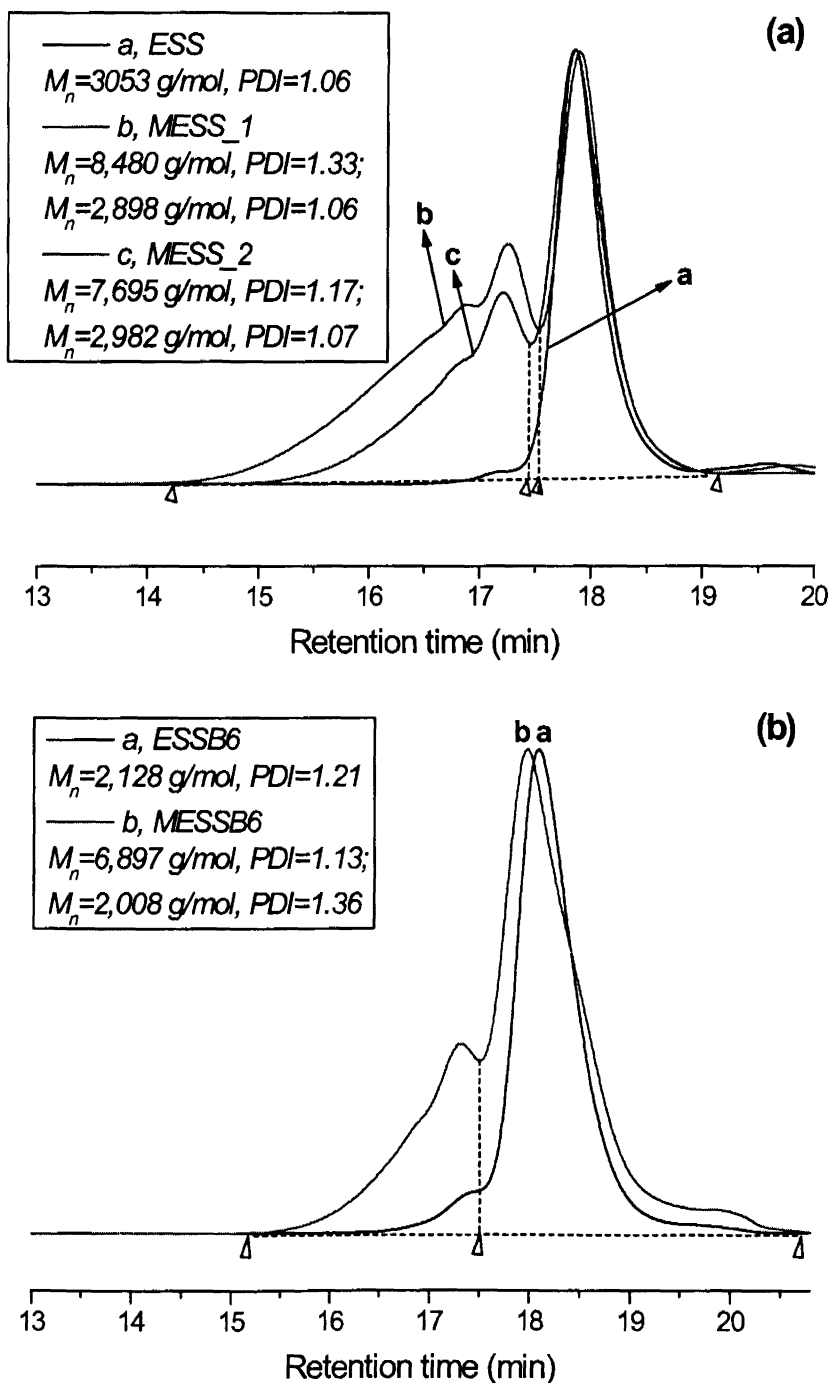 (a)
a, ESS
Mn=3053 g/mol, PDI=1.06
b, MESS_1
Mn=8,480 g/mol, PDI=1.33;
Mn=2,898 g/mol, PDI=1.06
c, MESS_2
Mn=7,695 g/mol, PDI=1.17;
Mn=2,982 g/mol, PDI=1.07
b
c
a
13 14 15 16 17 18 19 20
Retention time (min)
(b)
a, ESSB6
Mn=2,128 g/mol, PDI=1.21
b, MESSB6
Mn=6,897 g/mol, PDI=1.13;
Mn=2,008 g/mol, PDI=1.36
b a
13 14 15 16 17 18 19 20
Retention time (min)